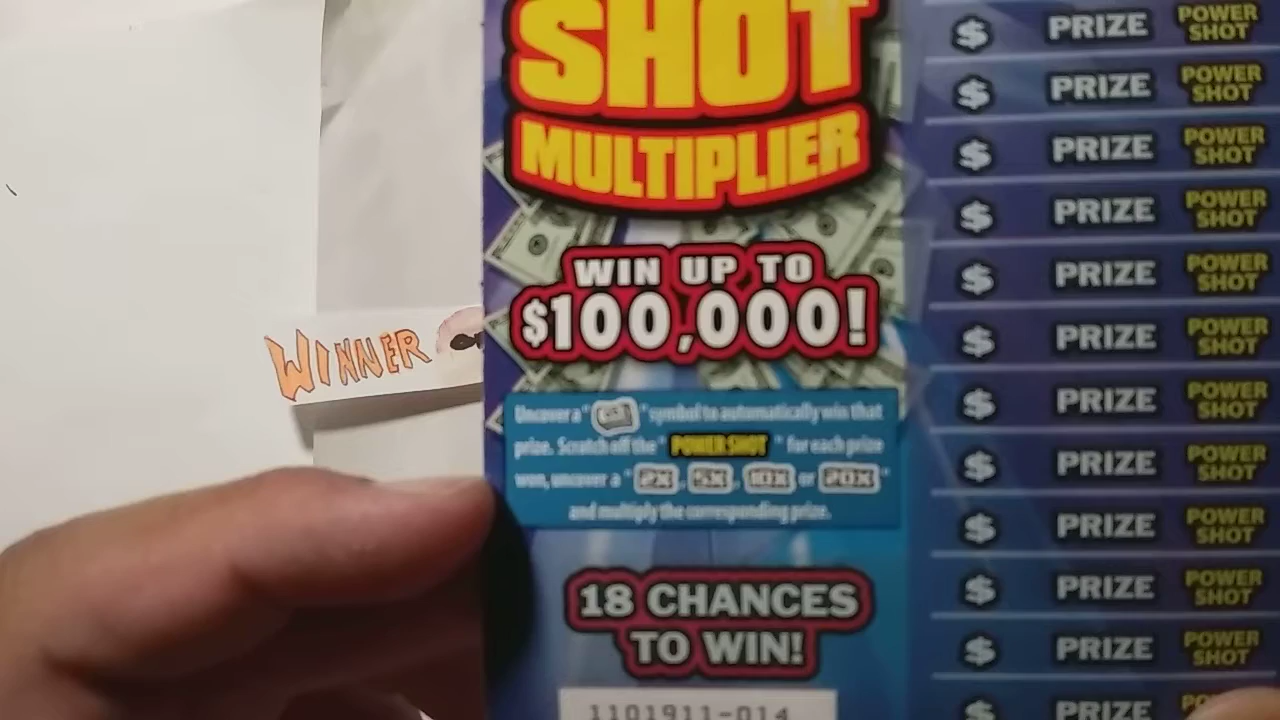 SHOT
MULTIPLIER
WIN UP TO
$100,000!
Uncover a " " symbol to automatically win that
prize. Scratch off the "POWER SHOT" for each prize
won, uncover a "2X, 5X, 10X or 20X"
and multiply the corresponding prize.
18 CHANCES
TO WIN!
1101911-014
WINNER
$ PRIZE POWER SHOT
$ PRIZE POWER SHOT
$ PRIZE POWER SHOT
$ PRIZE POWER SHOT
$ PRIZE POWER SHOT
$ PRIZE POWER SHOT
$ PRIZE POWER SHOT
$ PRIZE POWER SHOT
$ PRIZE POWER SHOT
$ PRIZE POWER SHOT
$ PRIZE POWER SHOT
$ PRIZE